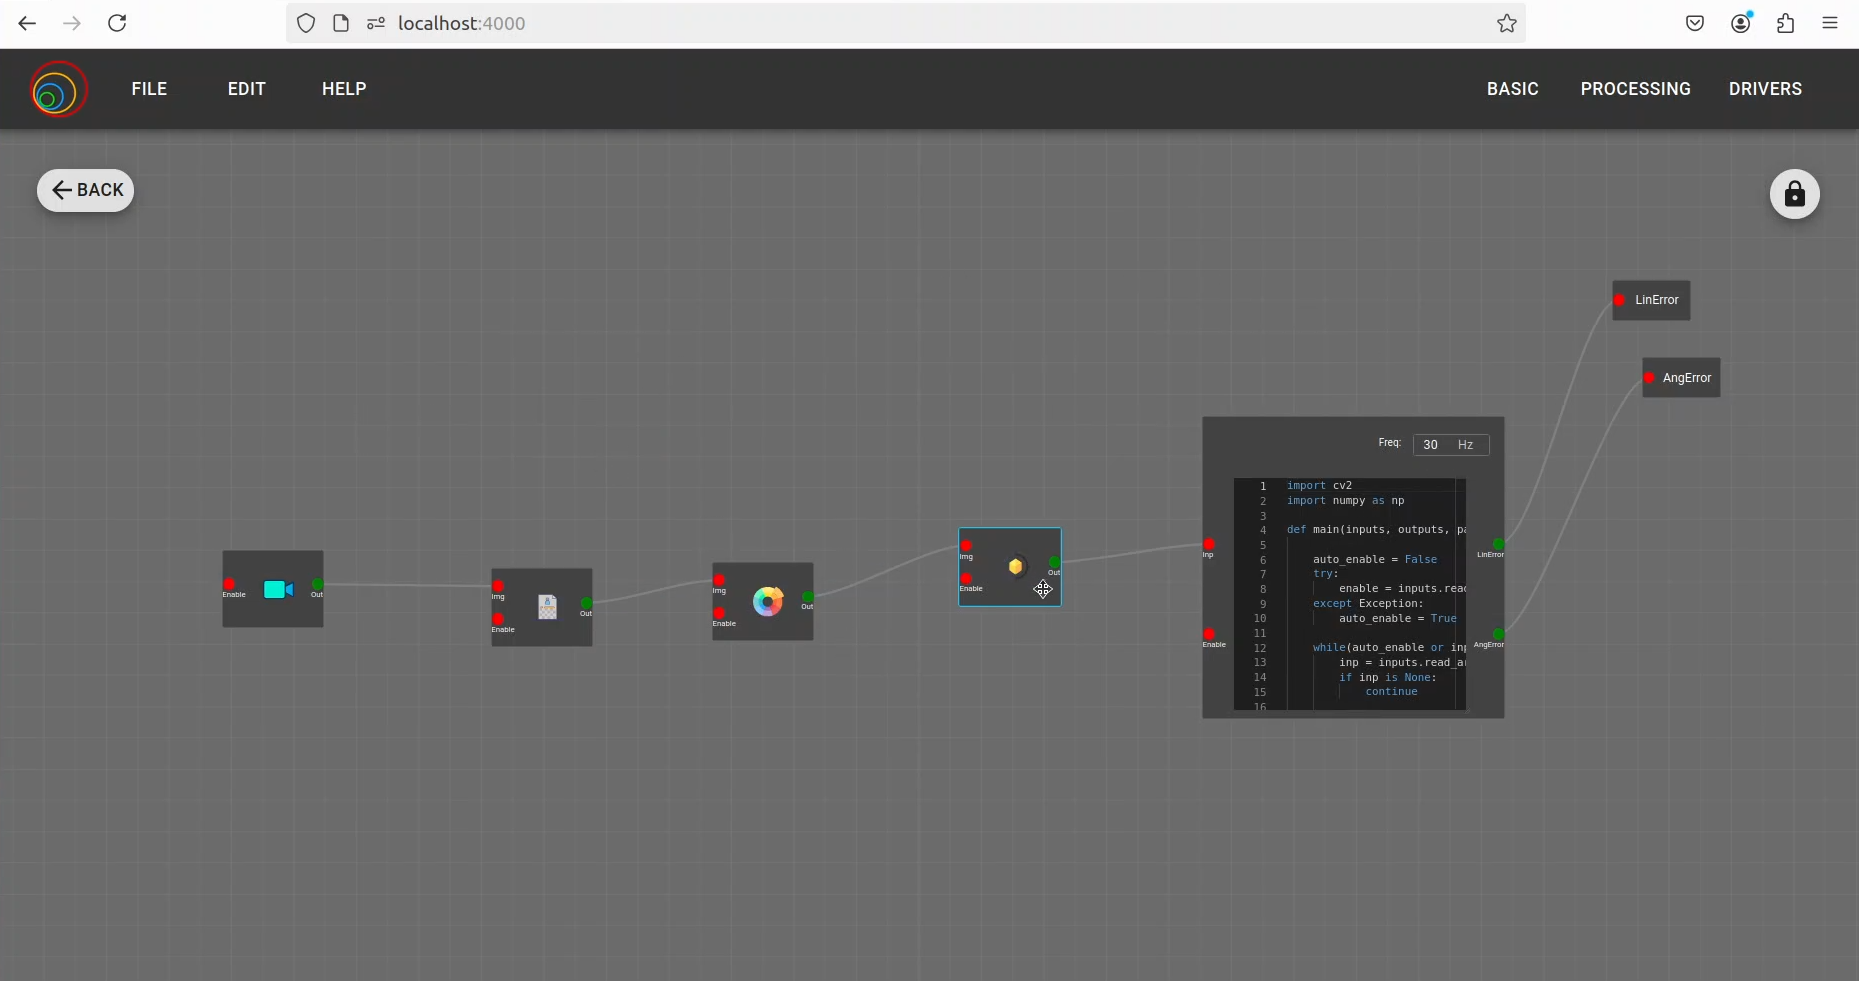 localhost:4000
FILE EDIT HELP BASIC PROCESSING DRIVERS
BACK
LinError
AngError
Freq: 30 Hz
1 import cv2
2 import numpy as np
3
4 def main(inputs, outputs, pa
5
6 auto_enable = False
7 try:
8 enable = inputs.read
9 except Exception:
10 auto_enable = True
11
12 while(auto_enable or inp
13 inp = inputs.read_ar
14 if inp is None:
15 continue
16
Inp
Enable
LinError
AngError
Enable
Out
Img
Enable
Out
Img
Enable
Out
Img
Enable
Out